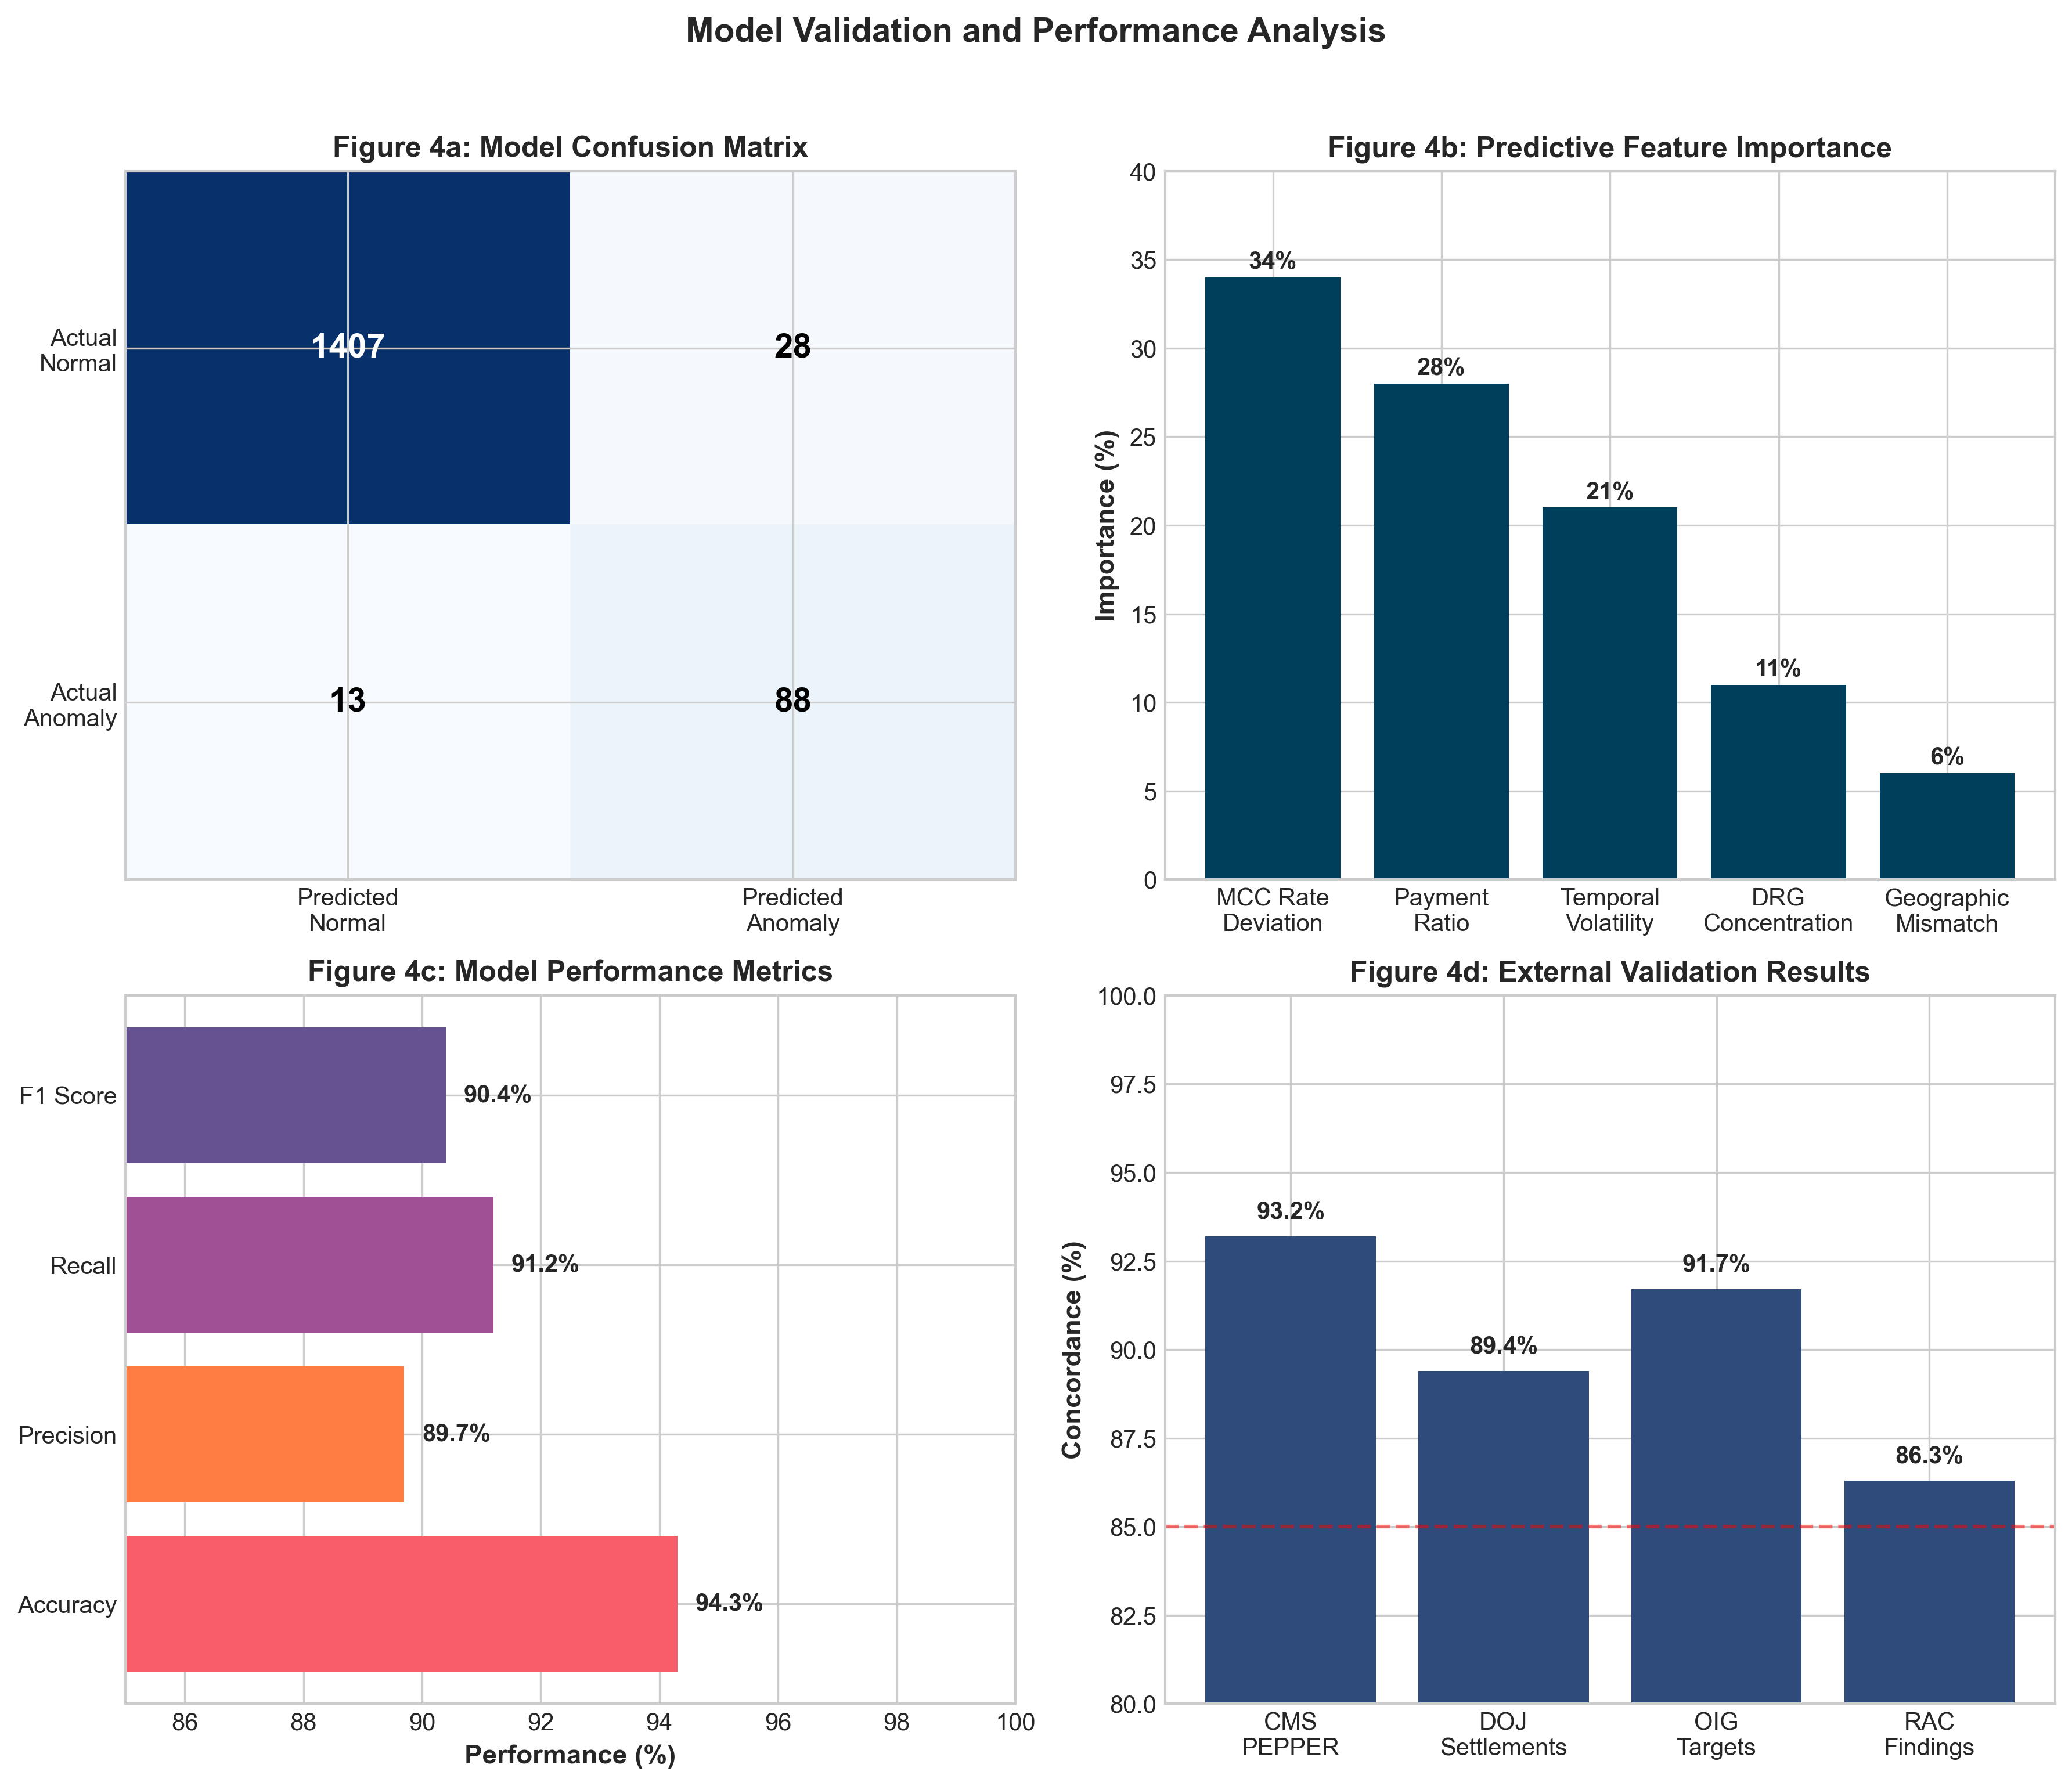 Model Validation and Performance Analysis
Figure 4a: Model Confusion Matrix
Actual
Normal
1407
28
Actual
Anomaly
13
88
Predicted
Normal
Predicted
Anomaly
Figure 4b: Predictive Feature Importance
Importance (%)
40
35
30
25
20
15
10
5
0
34%
28%
21%
11%
6%
MCC Rate
Deviation
Payment
Ratio
Temporal
Volatility
DRG
Concentration
Geographic
Mismatch
Figure 4c: Model Performance Metrics
F1 Score
90.4%
Recall
91.2%
Precision
89.7%
Accuracy
94.3%
86 88 90 92 94 96 98 100
Performance (%)
Figure 4d: External Validation Results
Concordance (%)
100.0
97.5
95.0
92.5
90.0
87.5
85.0
82.5
80.0
93.2%
89.4%
91.7%
86.3%
CMS
PEPPER
DOJ
Settlements
OIG
Targets
RAC
Findings